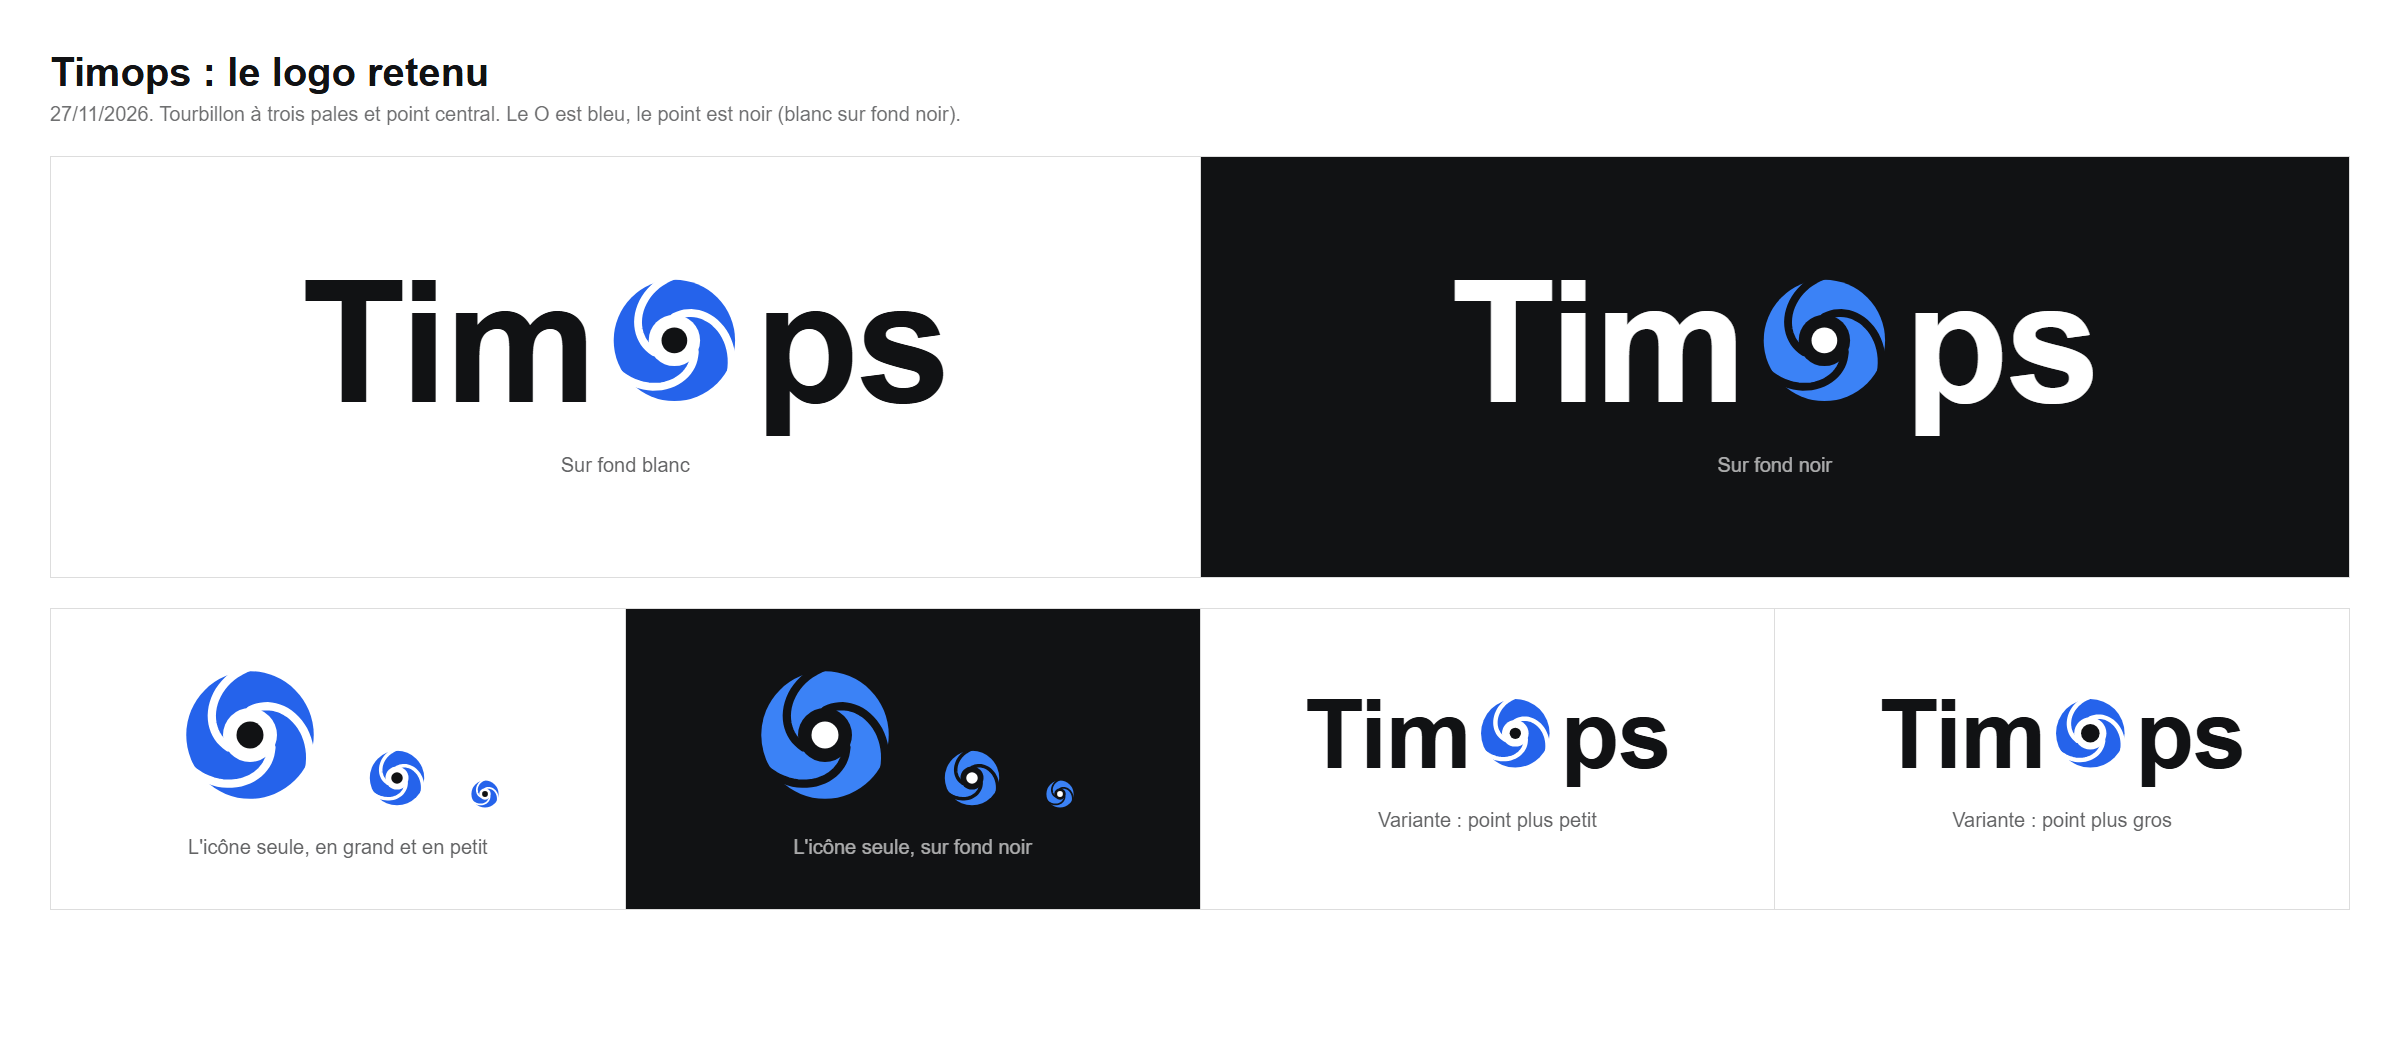 Timops : le logo retenu
27/11/2026. Tourbillon à trois pales et point central. Le O est bleu, le point est noir (blanc sur fond noir).
Timops
Sur fond blanc
Timops
Sur fond noir
L'icône seule, en grand et en petit
L'icône seule, sur fond noir
Timops
Variante : point plus petit
Timops
Variante : point plus gros